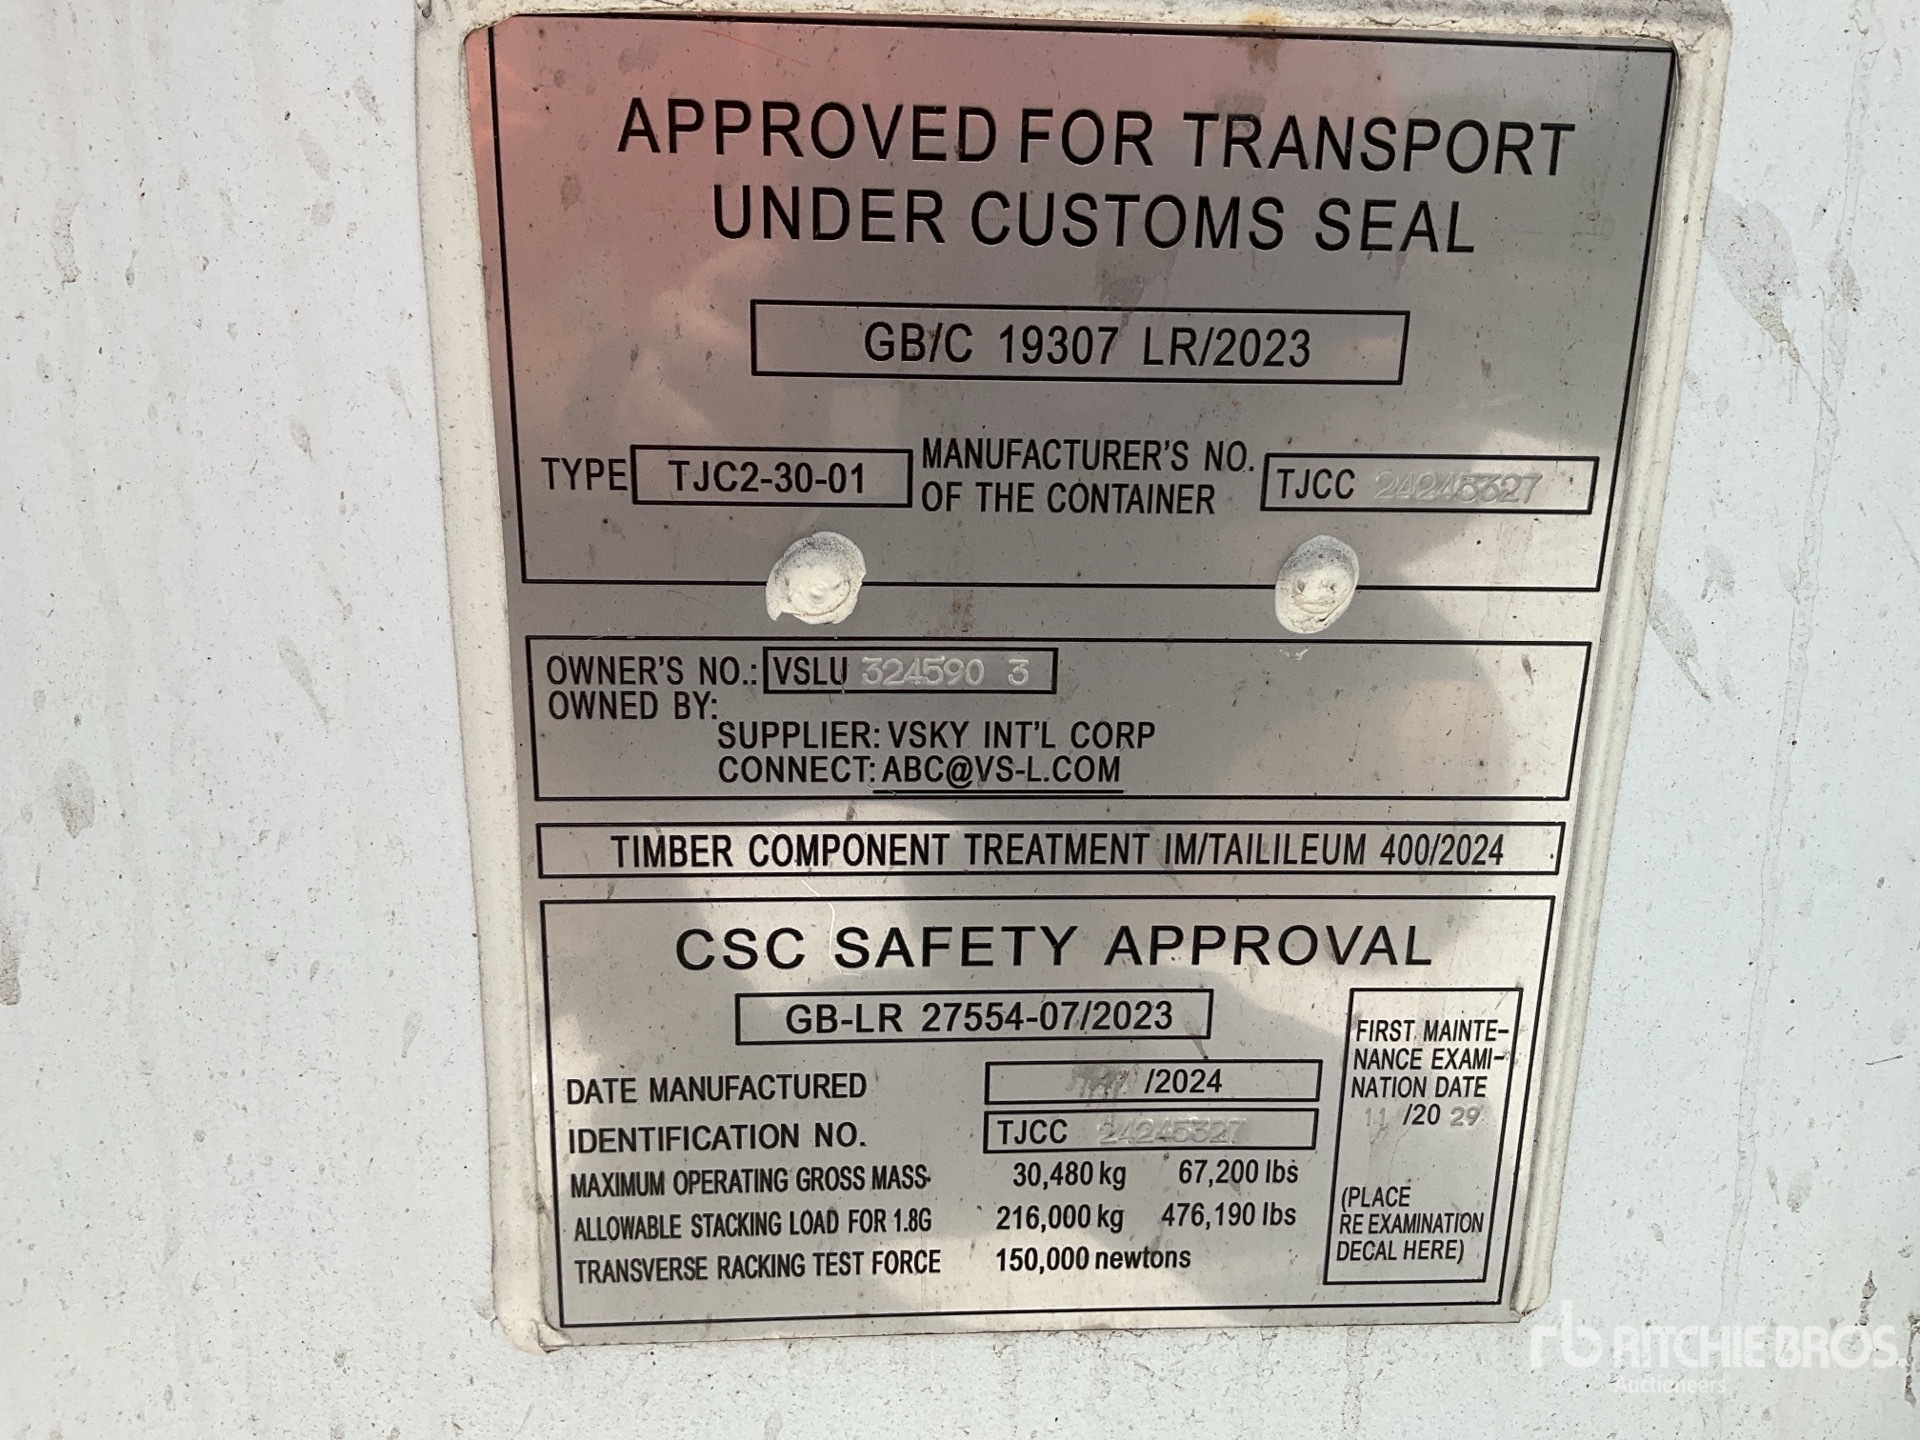 APPROVED FOR TRANSPORT
UNDER CUSTOMS SEAL
GB/C 19307 LR/2023
TYPE TJC2-30-01 MANUFACTURER'S NO. OF THE CONTAINER TJCC 24245327
OWNER'S NO.: VSLU 324590 3
OWNED BY:
SUPPLIER: VSKY INT'L CORP
CONNECT: ABC@VS-L.COM
TIMBER COMPONENT TREATMENT IM/TAILILEUM 400/2024
CSC SAFETY APPROVAL
GB-LR 27554-07/2023
DATE MANUFACTURED /2024
IDENTIFICATION NO. TJCC 24245327
MAXIMUM OPERATING GROSS MASS 30,480 kg 67,200 lbs
ALLOWABLE STACKING LOAD FOR 1.8G 216,000 kg 476,190 lbs
TRANSVERSE RACKING TEST FORCE 150,000 newtons
FIRST MAINTE-
NANCE EXAMI-
NATION DATE
11 /20 29
(PLACE
RE EXAMINATION
DECAL HERE)
rb RITCHIE BROS.
Auctioneers